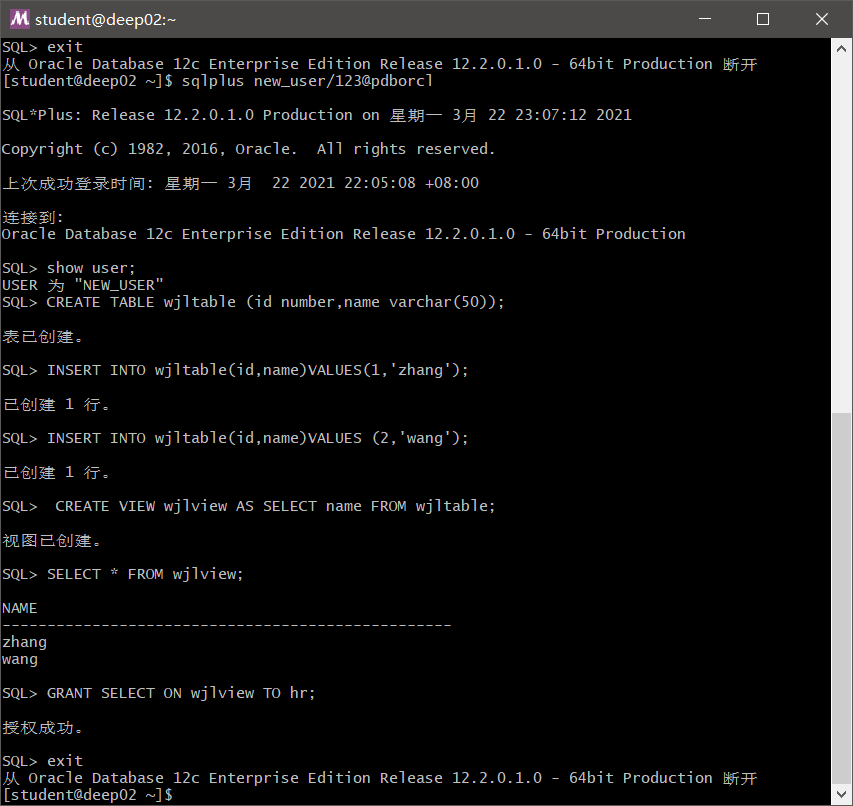 student@deep02:~
SQL> exit
从 Oracle Database 12c Enterprise Edition Release 12.2.0.1.0 - 64bit Production 断开
[student@deep02 ~]$ sqlplus new_user/123@pdborcl
SQL*Plus: Release 12.2.0.1.0 Production on 星期一 3月 22 23:07:12 2021
Copyright (c) 1982, 2016, Oracle.  All rights reserved.
上次成功登录时间: 星期一 3月  22 2021 22:05:08 +08:00
连接到:
Oracle Database 12c Enterprise Edition Release 12.2.0.1.0 - 64bit Production
SQL> show user;
USER 为 "NEW_USER"
SQL> CREATE TABLE wjltable (id number,name varchar(50));
表已创建。
SQL> INSERT INTO wjltable(id,name)VALUES(1,'zhang');
已创建 1 行。
SQL> INSERT INTO wjltable(id,name)VALUES (2,'wang');
已创建 1 行。
SQL>  CREATE VIEW wjlview AS SELECT name FROM wjltable;
视图已创建。
SQL> SELECT * FROM wjlview;
NAME
--------------------------------------------------
zhang
wang
SQL> GRANT SELECT ON wjlview TO hr;
授权成功。
SQL> exit
从 Oracle Database 12c Enterprise Edition Release 12.2.0.1.0 - 64bit Production 断开
[student@deep02 ~]$